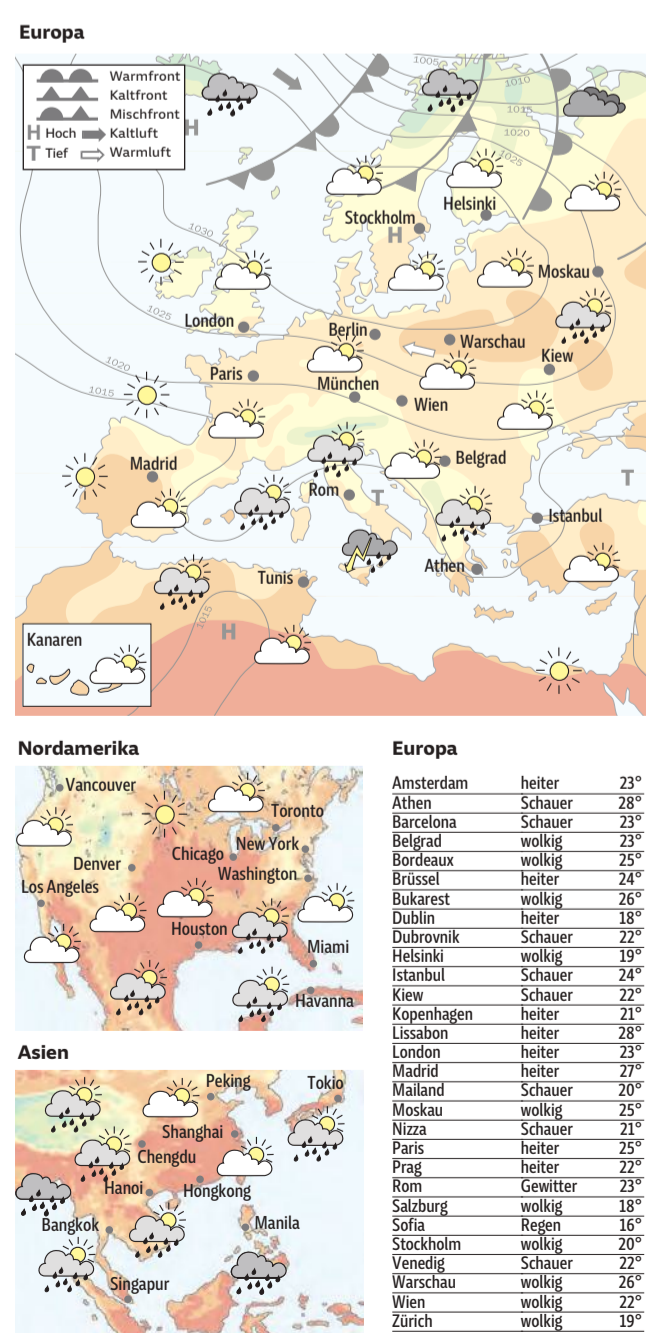 Europa
Warmfront
Kaltfront
Mischfront
H Hoch Kaltluft
T Tief Warmluft
H
1005
1010
1015
1020
1025
Helsinki
Stockholm
H
1030
Moskau
1025
London
Berlin
Warschau
Kiew
1020
Paris
München
1015
Wien
Madrid
Belgrad
Rom
T
T
Istanbul
Athen
Tunis
1015
H
Kanaren
Nordamerika
Vancouver
Toronto
New York
Chicago
Denver
Washington
Los Angeles
Houston
Miami
Havanna
Asien
Peking
Tokio
Shanghai
Chengdu
Hanoi
Hongkong
Bangkok
Manila
Singapur
Europa
Amsterdam heiter 23°
Athen Schauer 28°
Barcelona Schauer 23°
Belgrad wolkig 23°
Bordeaux wolkig 25°
Brüssel heiter 24°
Bukarest wolkig 26°
Dublin heiter 18°
Dubrovnik Schauer 22°
Helsinki wolkig 19°
Istanbul Schauer 24°
Kiew Schauer 22°
Kopenhagen heiter 21°
Lissabon heiter 28°
London heiter 23°
Madrid heiter 27°
Mailand Schauer 20°
Moskau wolkig 25°
Nizza Schauer 21°
Paris heiter 25°
Prag heiter 22°
Rom Gewitter 23°
Salzburg wolkig 18°
Sofia Regen 16°
Stockholm wolkig 20°
Venedig Schauer 22°
Warschau wolkig 26°
Wien wolkig 22°
Zürich wolkig 19°